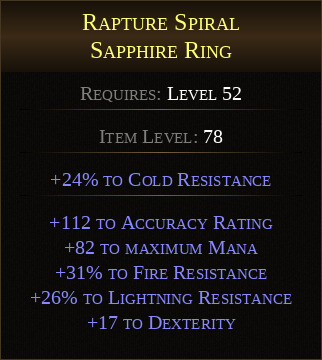 Rapture Spiral
Sapphire Ring
Requires: Level 52
Item Level: 78
+24% to Cold Resistance
+112 to Accuracy Rating
+82 to maximum Mana
+31% to Fire Resistance
+26% to Lightning Resistance
+17 to Dexterity